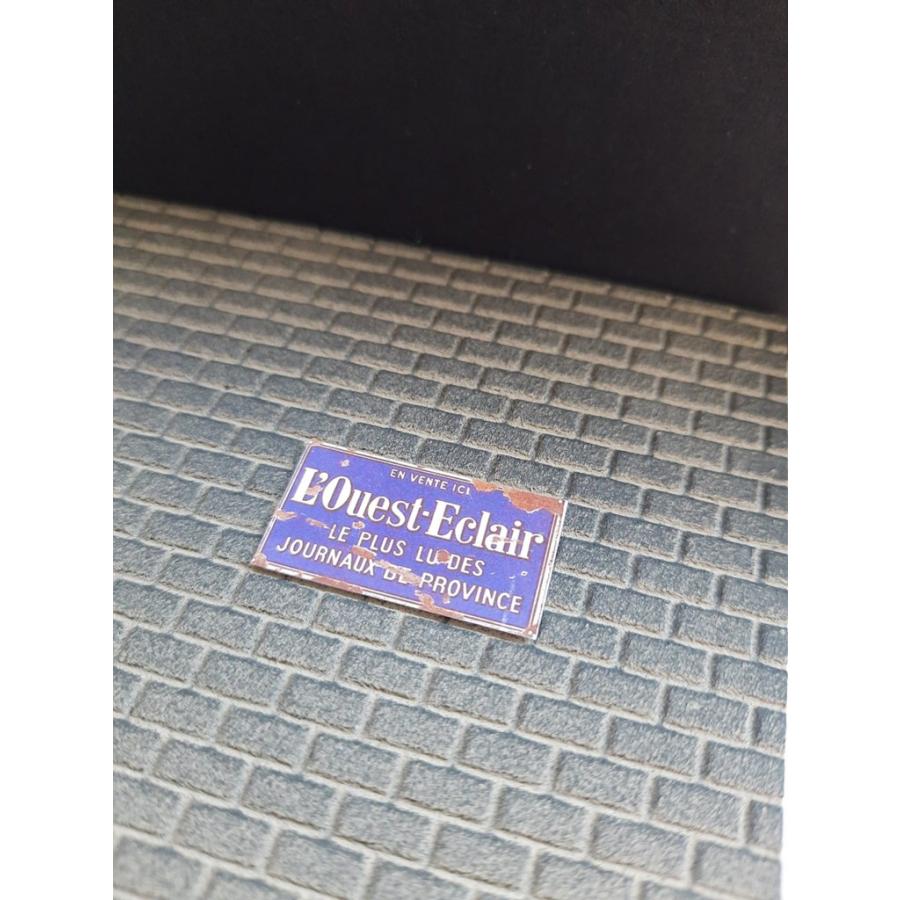 EN VENTE ICI
L'Ouest-Eclair
LE PLUS LU DES
JOURNAUX DE PROVINCE